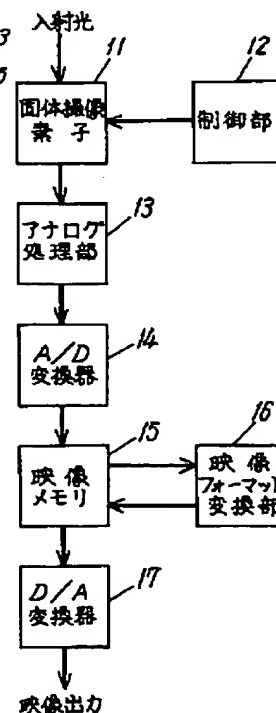 3
入射光
11
12
固体撮像
素子
制御部
13
アナログ
処理部
14
A/D
変換器
15
16
映像
メモリ
映像
フォーマット
変換部
17
D/A
変換器
映像出力